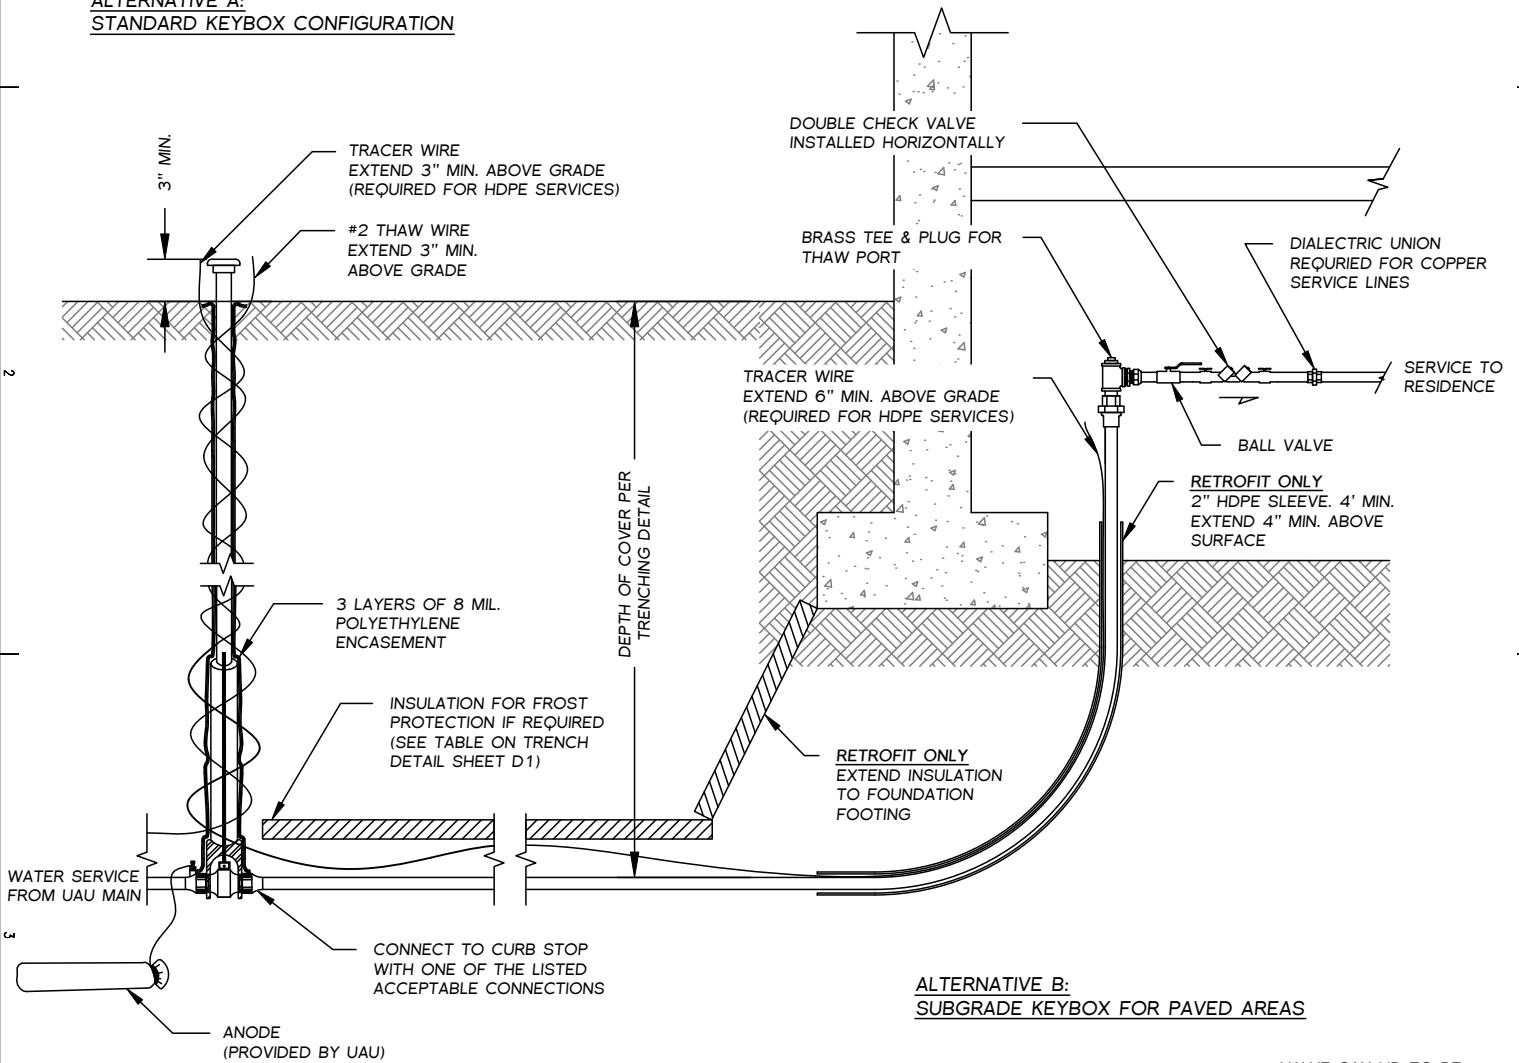 ALTERNATIVE A:
STANDARD KEYBOX CONFIGURATION
3" MIN.
TRACER WIRE
EXTEND 3" MIN. ABOVE GRADE
(REQUIRED FOR HDPE SERVICES)
#2 THAW WIRE
EXTEND 3" MIN.
ABOVE GRADE
DOUBLE CHECK VALVE
INSTALLED HORIZONTALLY
BRASS TEE & PLUG FOR
THAW PORT
DIALECTRIC UNION
REQURIED FOR COPPER
SERVICE LINES
2
TRACER WIRE
EXTEND 6" MIN. ABOVE GRADE
(REQUIRED FOR HDPE SERVICES)
SERVICE TO
RESIDENCE
BALL VALVE
RETROFIT ONLY
2" HDPE SLEEVE. 4' MIN.
EXTEND 4" MIN. ABOVE
SURFACE
DEPTH OF COVER PER
TRENCHING DETAIL
3 LAYERS OF 8 MIL.
POLYETHYLENE
ENCASEMENT
INSULATION FOR FROST
PROTECTION IF REQUIRED
(SEE TABLE ON TRENCH
DETAIL SHEET D1)
RETROFIT ONLY
EXTEND INSULATION
TO FOUNDATION
FOOTING
WATER SERVICE
FROM UAU MAIN
3
CONNECT TO CURB STOP
WITH ONE OF THE LISTED
ACCEPTABLE CONNECTIONS
ANODE
(PROVIDED BY UAU)
ALTERNATIVE B:
SUBGRADE KEYBOX FOR PAVED AREAS